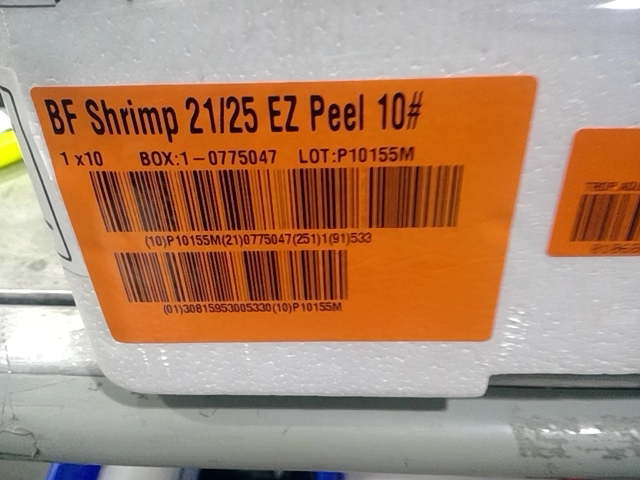 BF Shrimp 21/25 EZ Peel 10#
1 x10 BOX:1-0775047 LOT:P10155M
(10)P10155M(21)0775047(251)1(91)533
(01)30815953005330(10)P10155M